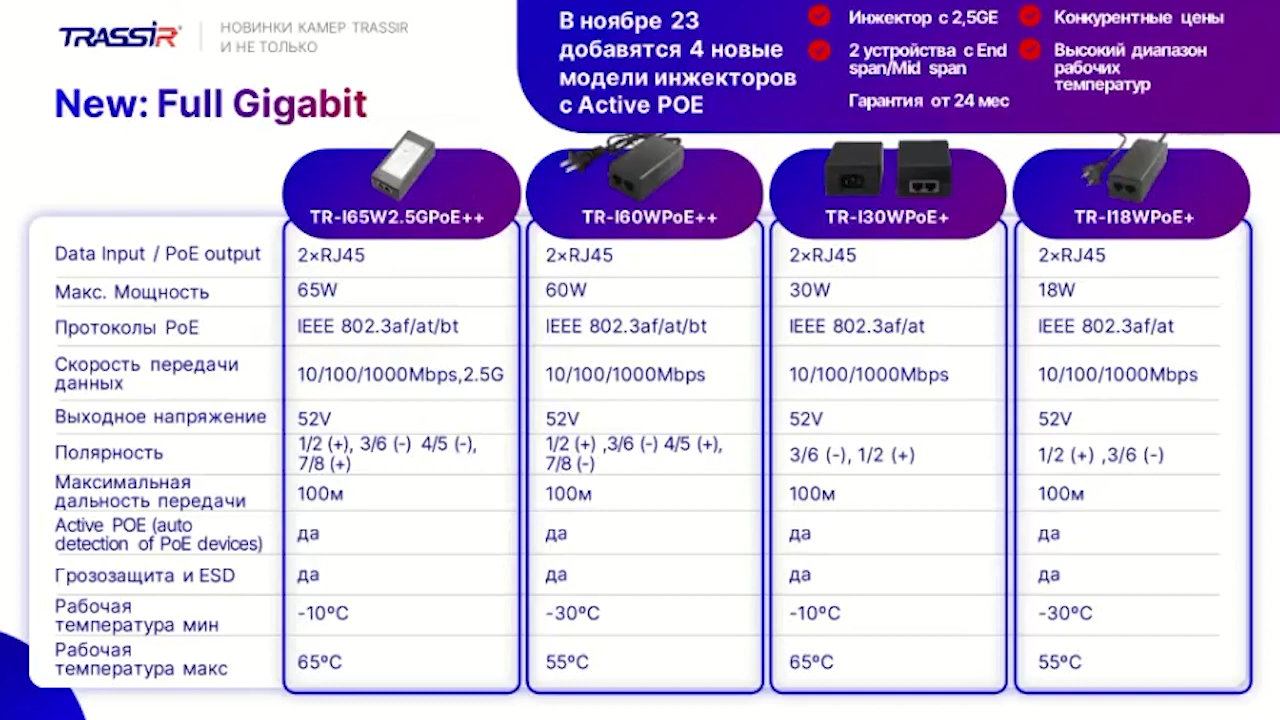 TRASSIR
НОВИНКИ КАМЕР TRASSIR
И НЕ ТОЛЬКО
New: Full Gigabit
В ноябре 23
добавятся 4 новые
модели инжекторов
с Active POE
Инжектор с 2,5GE
2 устройства с End
span/Mid span
Гарантия от 24 мес
Конкурентные цены
Высокий диапазон
рабочих
температур
TR-I65W2.5GPoE++ TR-I60WPoE++ TR-I30WPoE+ TR-I18WPoE+
Data Input / PoE output 2×RJ45 2×RJ45 2×RJ45 2×RJ45
Макс. Мощность 65W 60W 30W 18W
Протоколы PoE IEEE 802.3af/at/bt IEEE 802.3af/at/bt IEEE 802.3af/at IEEE 802.3af/at
Скорость передачи
данных 10/100/1000Mbps,2.5G 10/100/1000Mbps 10/100/1000Mbps 10/100/1000Mbps
Выходное напряжение 52V 52V 52V 52V
Полярность 1/2 (+), 3/6 (-) 4/5 (-),
7/8 (+) 1/2 (+) ,3/6 (-) 4/5 (+),
7/8 (-) 3/6 (-), 1/2 (+) 1/2 (+) ,3/6 (-)
Максимальная
дальность передачи 100м 100м 100м 100м
Active POE (auto
detection of PoE devices) да да да да
Грозозащита и ESD да да да да
Рабочая
температура мин -10ºC -30ºC -10ºC -30ºC
Рабочая
температура макс 65ºC 55ºC 65ºC 55ºC